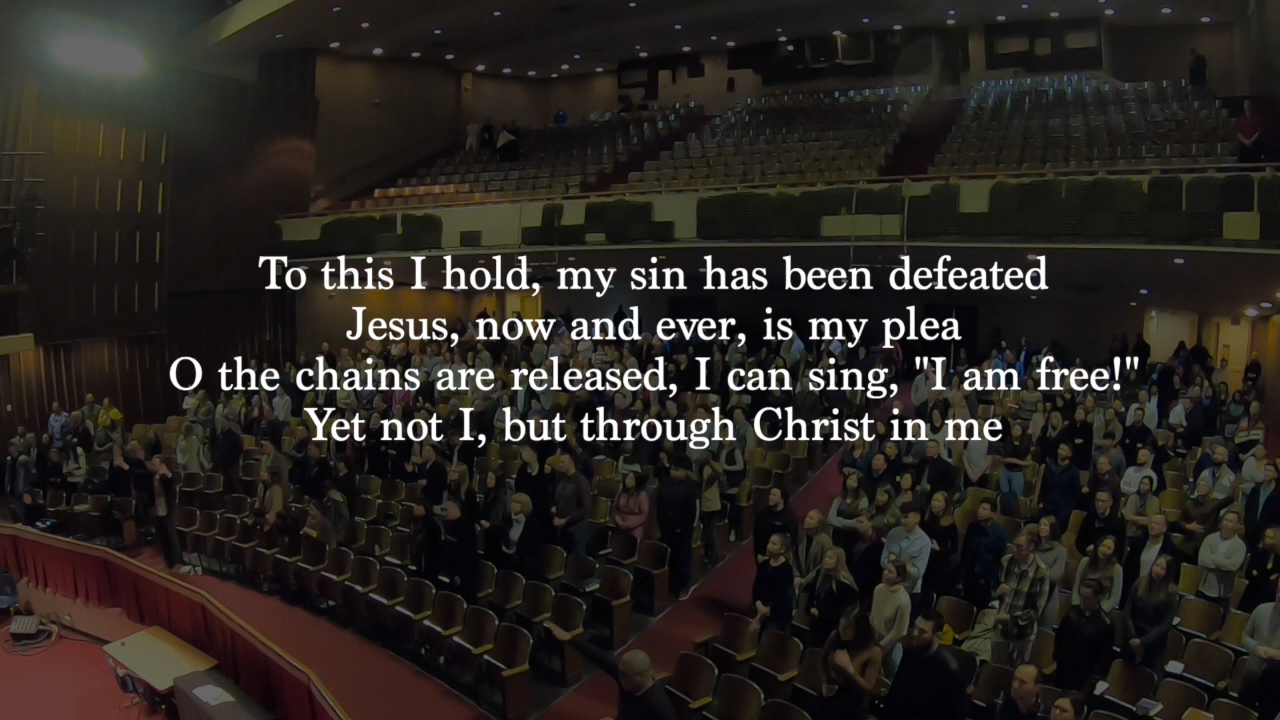 To this I hold, my sin has been defeated
Jesus, now and ever, is my plea
O the chains are released, I can sing, "I am free!"
Yet not I, but through Christ in me